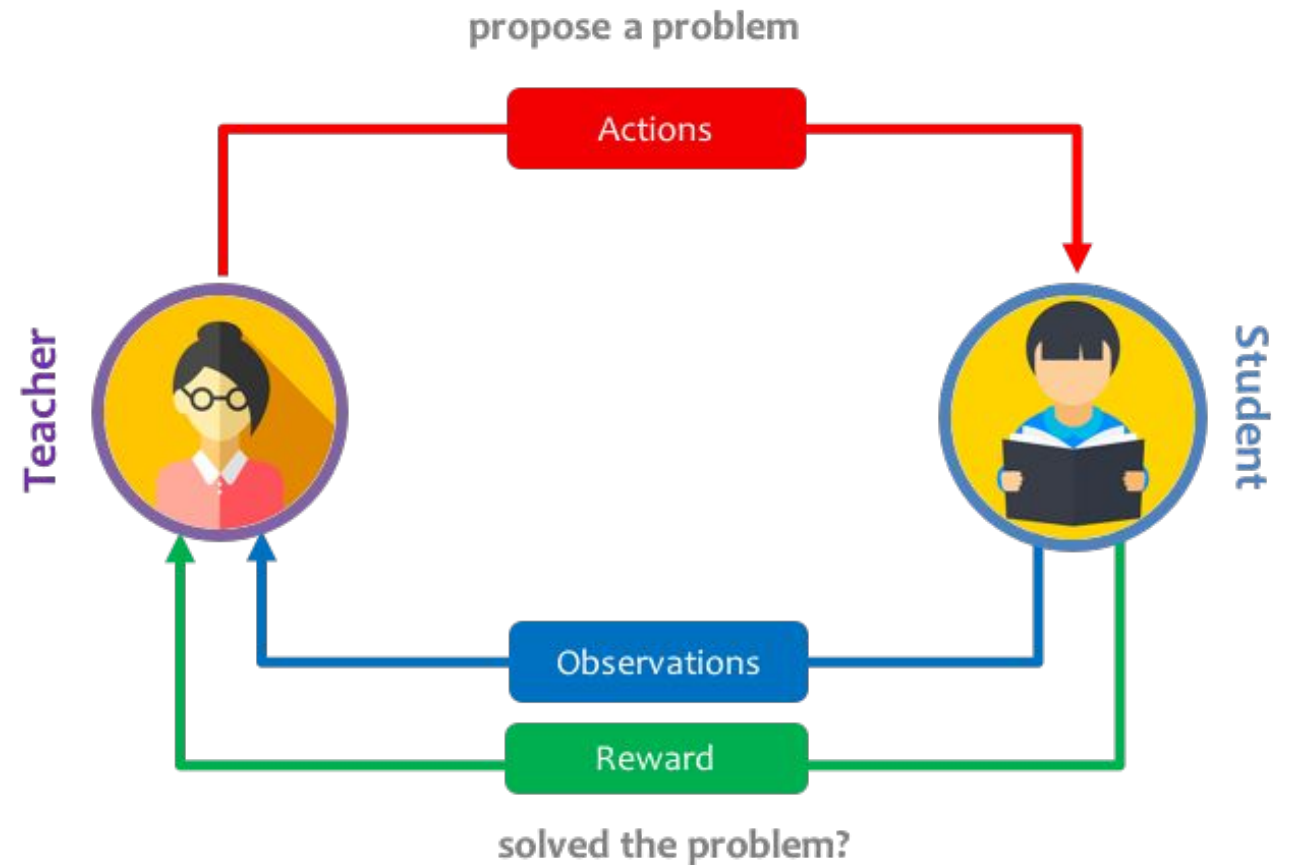 propose a problem
Actions
Teacher
Student
Observations
Reward
solved the problem?